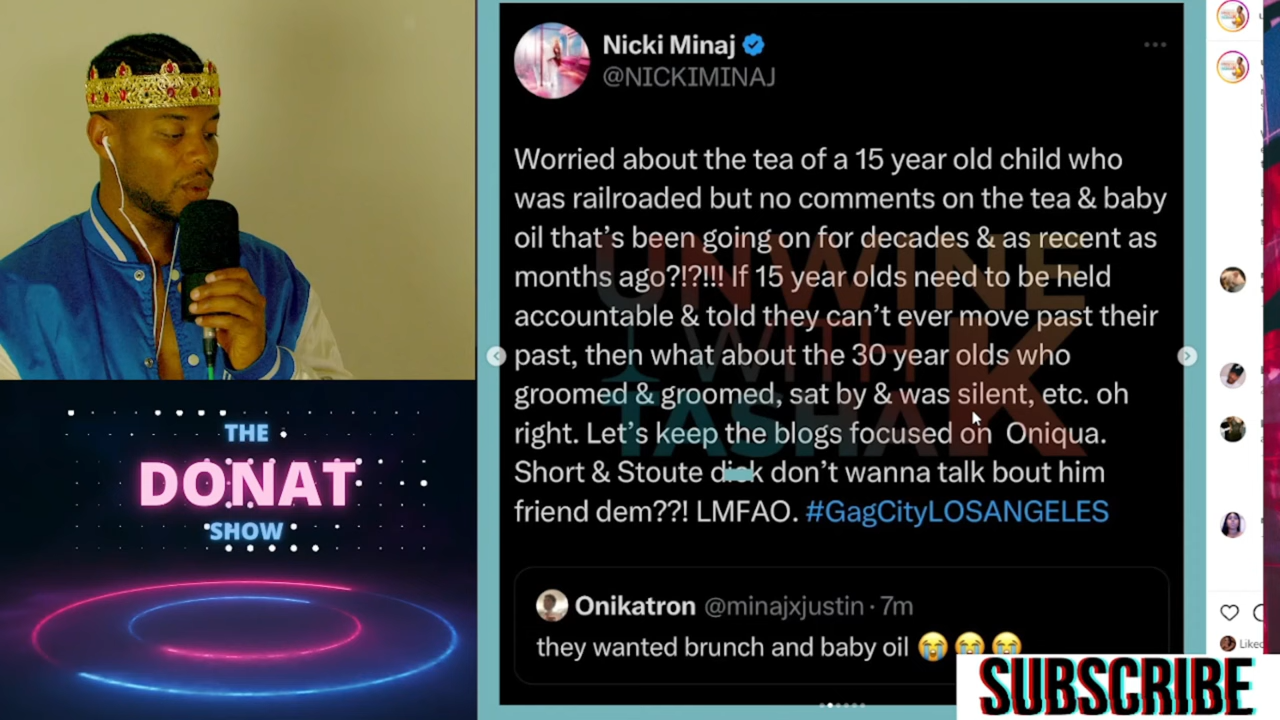 Nicki Minaj
@NICKIMINAJ
Worried about the tea of a 15 year old child who
was railroaded but no comments on the tea & baby
oil that's been going on for decades & as recent as
months ago?!?!!! If 15 year olds need to be held
accountable & told they can't ever move past their
past, then what about the 30 year olds who
groomed & groomed, sat by & was silent, etc. oh
right. Let's keep the blogs focused on Oniqua.
Short & Stoute don't wanna talk bout him
friend dem??! LMFAO. #GagCityLOSANGELES
Onikatron @minajxjustin · 7m
they wanted brunch and baby oil 😭😭😭
UNWINE
WITH
TASHA K
THE
DONAT
SHOW
Liked
SUBSCRIBE